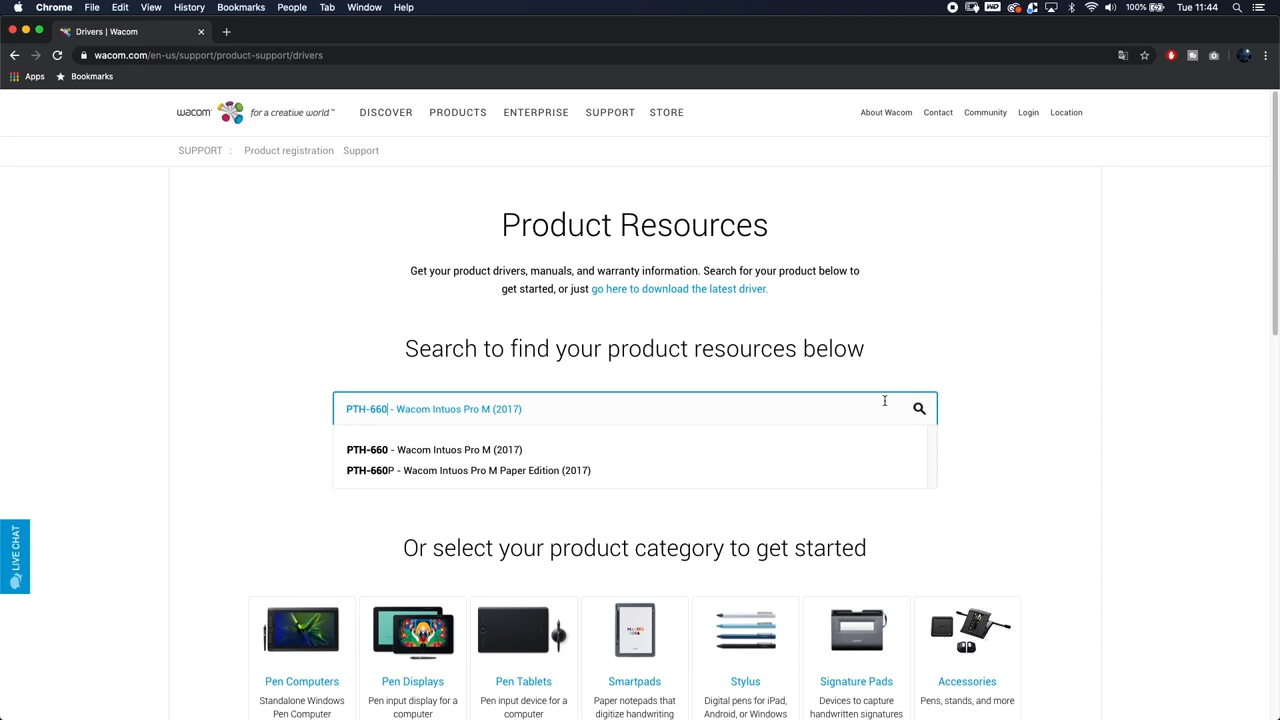 Chrome File Edit View History Bookmarks People Tab Window Help 100% Tue 11:44
Drivers | Wacom
wacom.com/en-us/support/product-support/drivers
Apps Bookmarks
wacom for a creative world™ DISCOVER PRODUCTS ENTERPRISE SUPPORT STORE About Wacom Contact Community Login Location
SUPPORT : Product registration Support
Product Resources
Get your product drivers, manuals, and warranty information. Search for your product below to
get started, or just go here to download the latest driver.
Search to find your product resources below
PTH-660 - Wacom Intuos Pro M (2017)
PTH-660 - Wacom Intuos Pro M (2017)
PTH-660P - Wacom Intuos Pro M Paper Edition (2017)
LIVE CHAT
Or select your product category to get started
Pen Computers Pen Displays Pen Tablets Smartpads Stylus Signature Pads Accessories
Standalone Windows Pen input display for a Pen input device for a Paper notepads that Digital pens for iPad, Devices to capture Pens, stands, and more
Pen Computer computer computer digitize handwriting Android, or Windows handwritten signatures